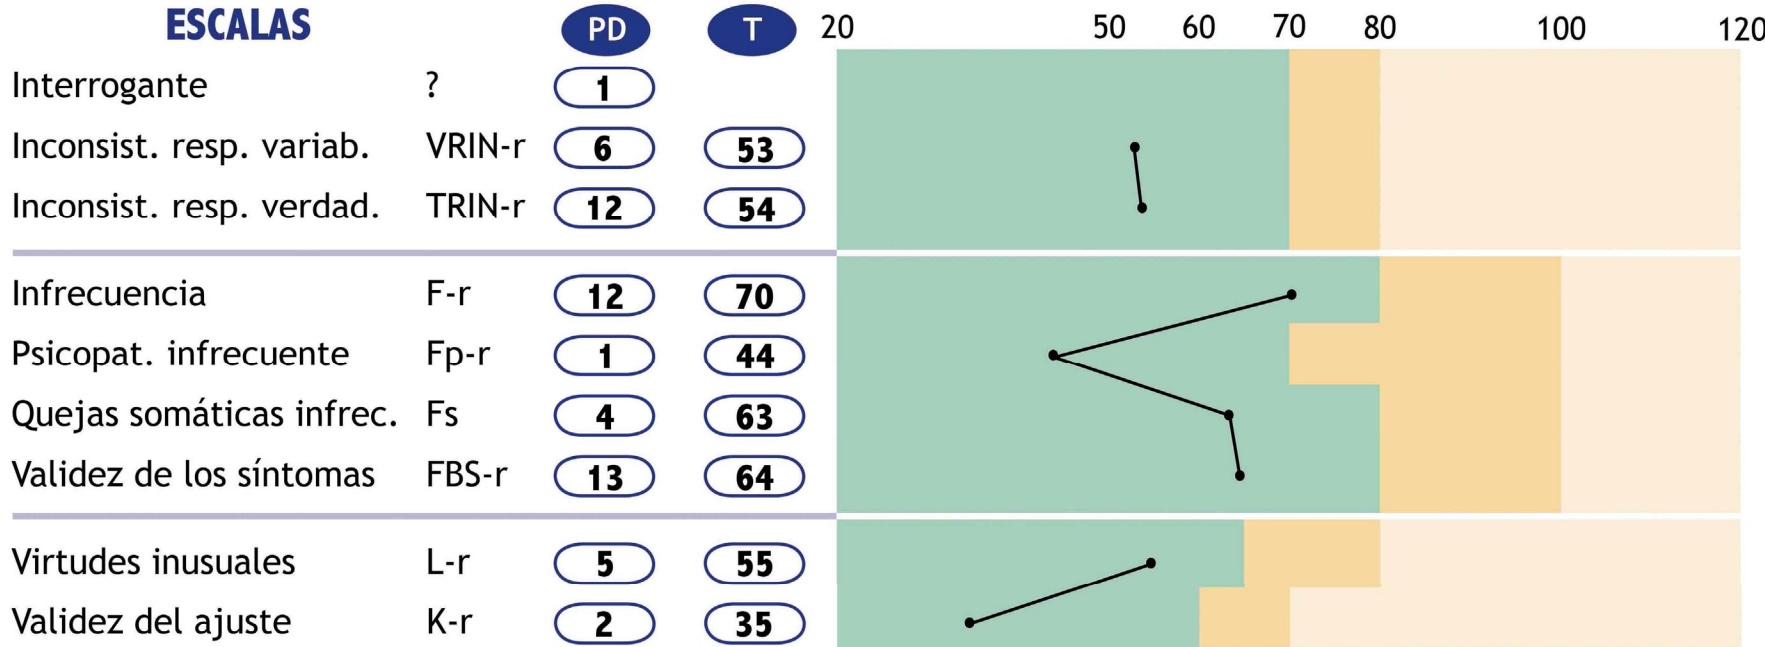 ESCALAS PD T 20 50 60 70 80 100 120
Interrogante ? 1
Inconsist. resp. variab. VRIN-r 6 53
Inconsist. resp. verdad. TRIN-r 12 54
Infrecuencia F-r 12 70
Psicopat. infrecuente Fp-r 1 44
Quejas somáticas infrec. Fs 4 63
Validez de los síntomas FBS-r 13 64
Virtudes inusuales L-r 5 55
Validez del ajuste K-r 2 35